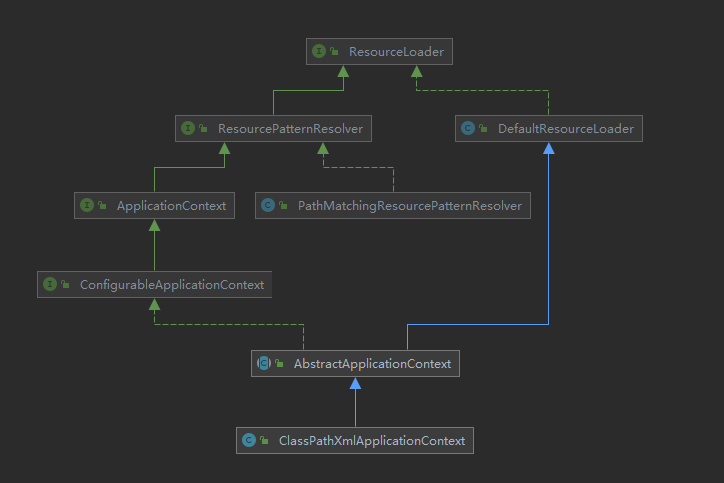 I ResourceLoader
I ResourcePatternResolver
C DefaultResourceLoader
I ApplicationContext
C PathMatchingResourcePatternResolver
I ConfigurableApplicationContext
C AbstractApplicationContext
C ClassPathXmlApplicationContext